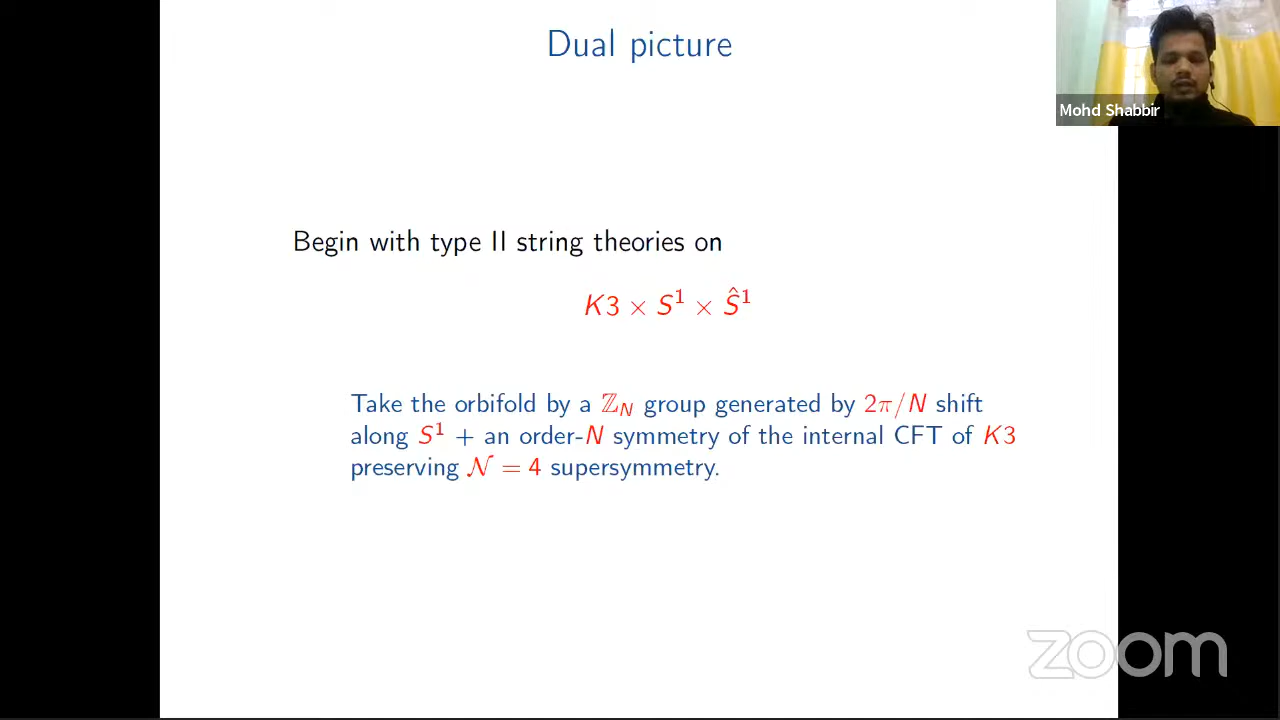 Dual picture
Mohd Shabbir
Begin with type II string theories on
K3 × S¹ × Ŝ¹
Take the orbifold by a ℤ_N group generated by 2π/N shift
along S¹ + an order-N symmetry of the internal CFT of K3
preserving 𝒩 = 4 supersymmetry.
zoom